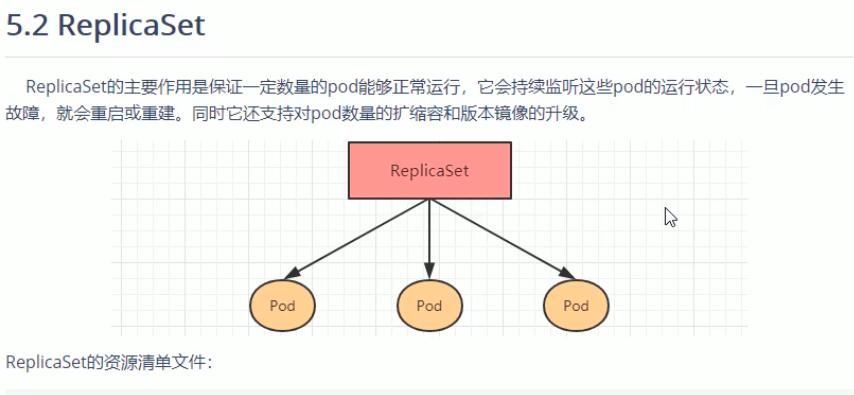 5.2 ReplicaSet
ReplicaSet的主要作用是保证一定数量的pod能够正常运行，它会持续监听这些pod的运行状态，一旦pod发生
故障，就会重启或重建。同时它还支持对pod数量的扩缩容和版本镜像的升级。
ReplicaSet
Pod
Pod
Pod
ReplicaSet的资源清单文件：